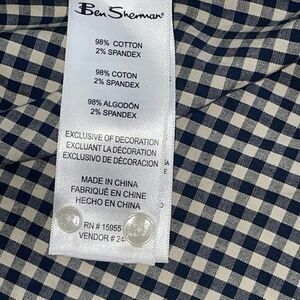 Ben Sherman
98% COTTON
2% SPANDEX
98% COTON
2% SPANDEX
98% ALGODÓN
2% SPANDEX
EXCLUSIVE OF DECORATION
EXCLUANT LA DÉCORATION
EXCLUSIVO DE DECORACIÓN
MADE IN CHINA
FABRIQUÉ EN CHINE
HECHO EN CHINA
RN # 15955
VENDOR # 24